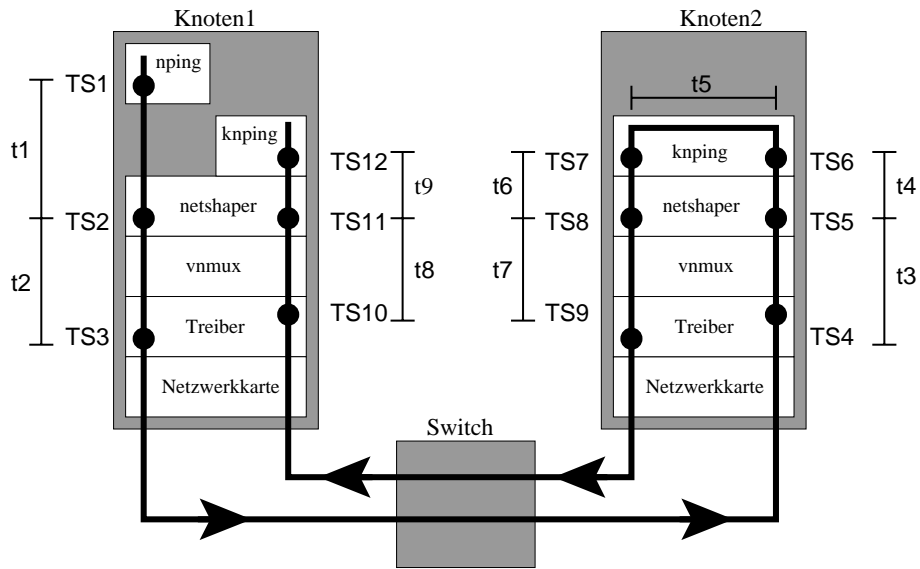 Knoten1
Knoten2
nping
TS1
t5
t1
knping
TS12
TS7
knping
TS6
t9
t6
t4
TS2
netshaper
TS11
TS8
netshaper
TS5
t2
vnmux
t8
t7
vnmux
t3
TS3
Treiber
TS10
TS9
Treiber
TS4
Netzwerkkarte
Netzwerkkarte
Switch